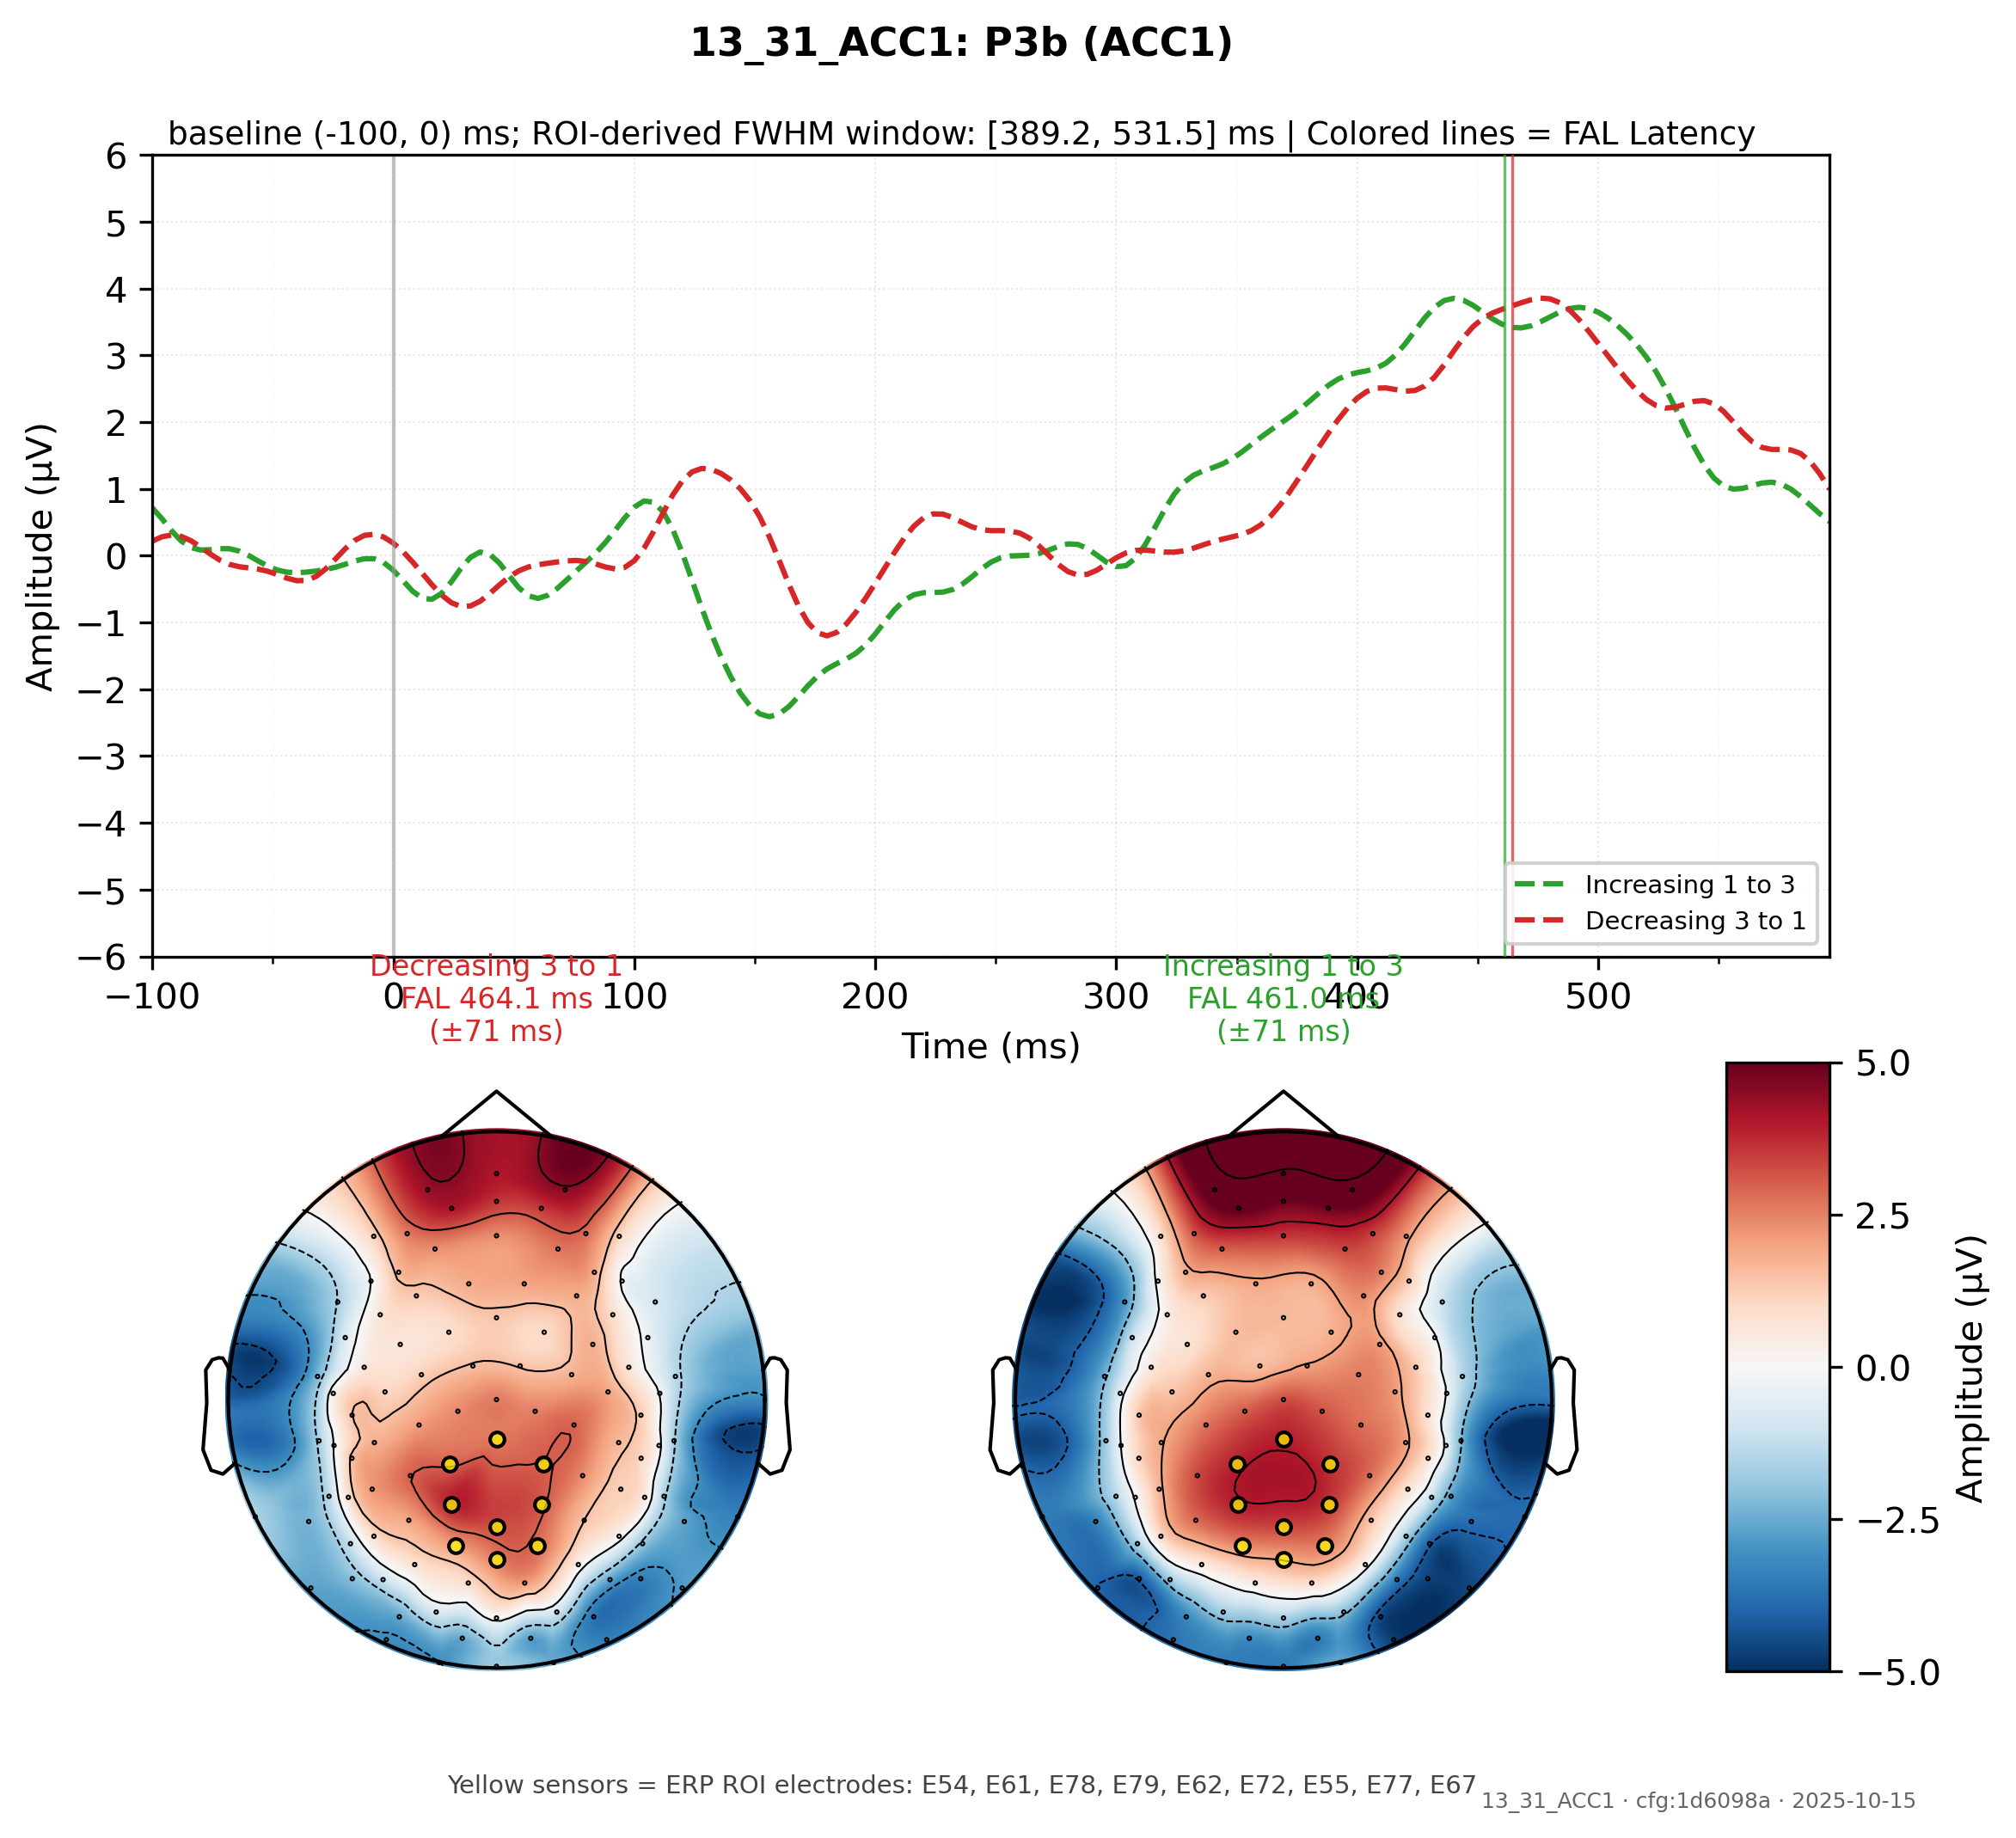 13_31_ACC1: P3b (ACC1)
baseline (-100, 0) ms; ROI-derived FWHM window: [389.2, 531.5] ms | Colored lines = FAL Latency
6
5
4
3
2
1
0
−1
−2
−3
−4
−5
−6
Amplitude (µV)
Increasing 1 to 3
Decreasing 3 to 1
−100
0
100
200
300
400
500
Time (ms)
Decreasing 3 to 1
FAL 464.1 ms
(±71 ms)
Increasing 1 to 3
FAL 461.0 ms
(±71 ms)
5.0
2.5
0.0
−2.5
−5.0
Amplitude (µV)
Yellow sensors = ERP ROI electrodes: E54, E61, E78, E79, E62, E72, E55, E77, E67
13_31_ACC1 · cfg:1d6098a · 2025-10-15